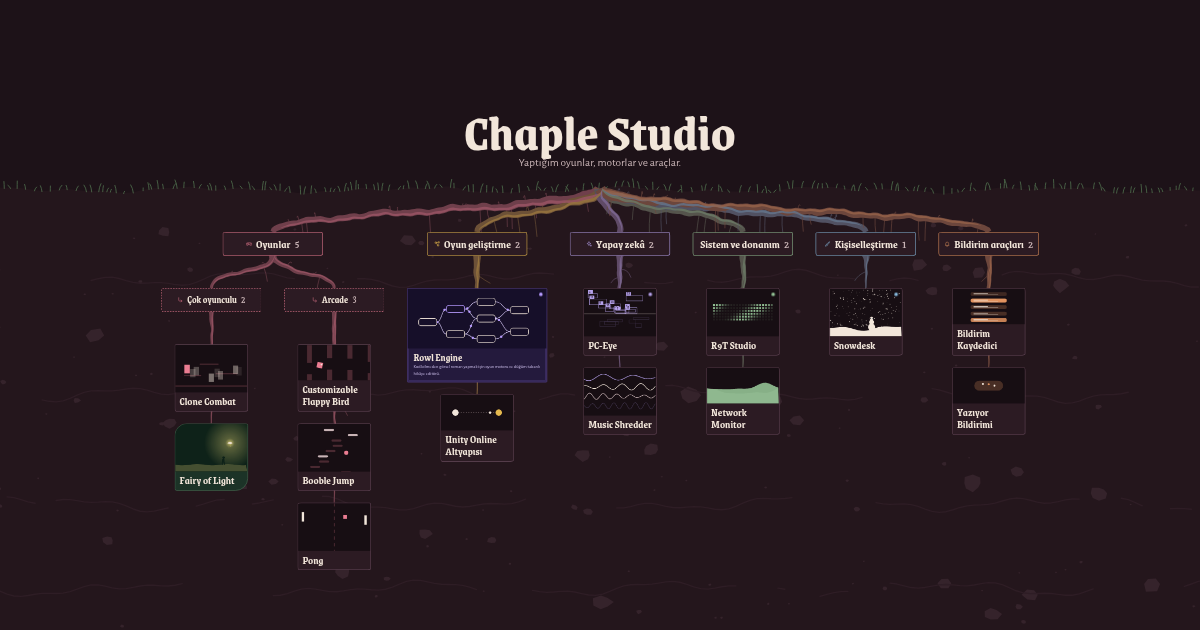 Chaple Studio
Yaptığım oyunlar, motorlar ve araçlar.
Oyunlar 5
Oyun geliştirme 2
Yapay zekâ 2
Sistem ve donanım 2
Kişiselleştirme 1
Bildirim araçları 2
Çok oyunculu 2
Arcade 3
Clone Combat
Fairy of Light
Customizable
Flappy Bird
Booble Jump
Pong
Rowl Engine
Unity Online
Altyapısı
PC-Eye
Music Shredder
R9T Studio
Network
Monitor
Snowdesk
Bildirim
Kaydedici
Yazıyor
Bildirimi